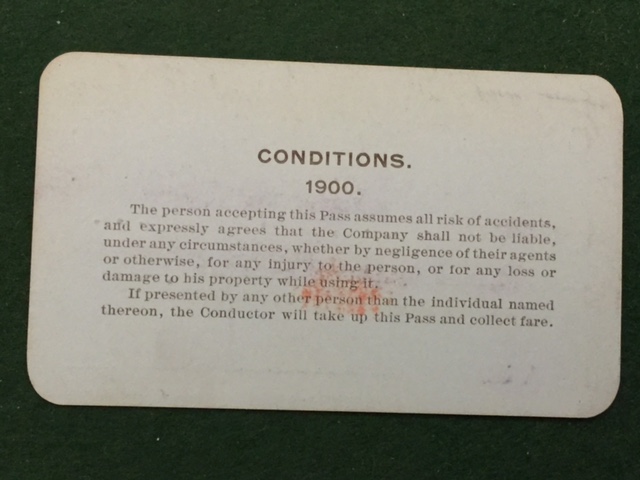 CONDITIONS.
1900.
The person accepting this Pass assumes all risk of accidents,
and expressly agrees that the Company shall not be liable,
under any circumstances, whether by negligence of their agents
or otherwise, for any injury to the person, or for any loss or
damage to his property while using it.
If presented by any other person than the individual named
thereon, the Conductor will take up this Pass and collect fare.